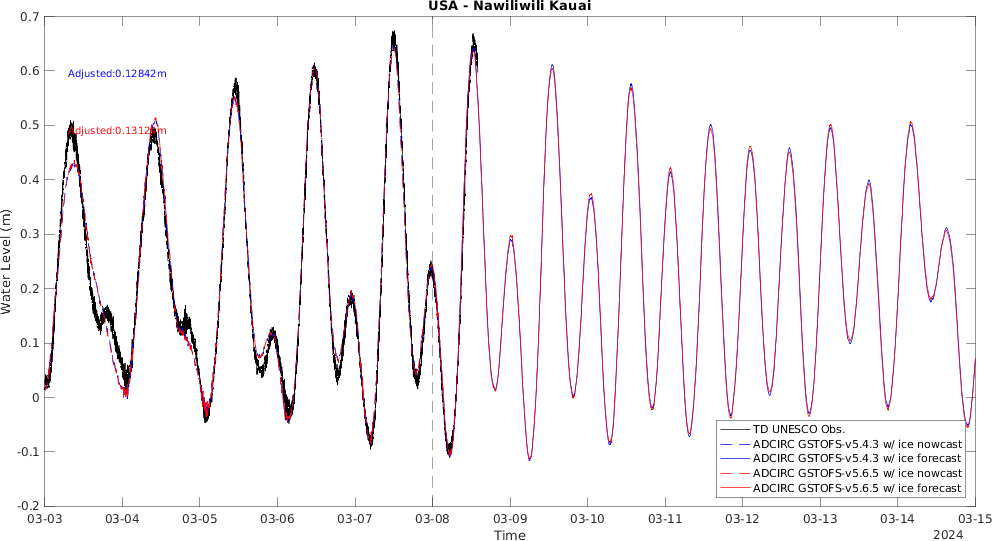 USA - Nawiliwili Kauai
0.7
0.6
0.5
0.4
0.3
0.2
0.1
0
-0.1
-0.2
Water Level (m)
Adjusted:0.12842m
TD UNESCO Obs.
ADCIRC GSTOFS-v5.4.3 w/ ice nowcast
ADCIRC GSTOFS-v5.4.3 w/ ice forecast
ADCIRC GSTOFS-v5.6.5 w/ ice nowcast
ADCIRC GSTOFS-v5.6.5 w/ ice forecast
03-03 03-04 03-05 03-06 03-07 03-08 03-09 03-10 03-11 03-12 03-13 03-14 03-15
Time
2024